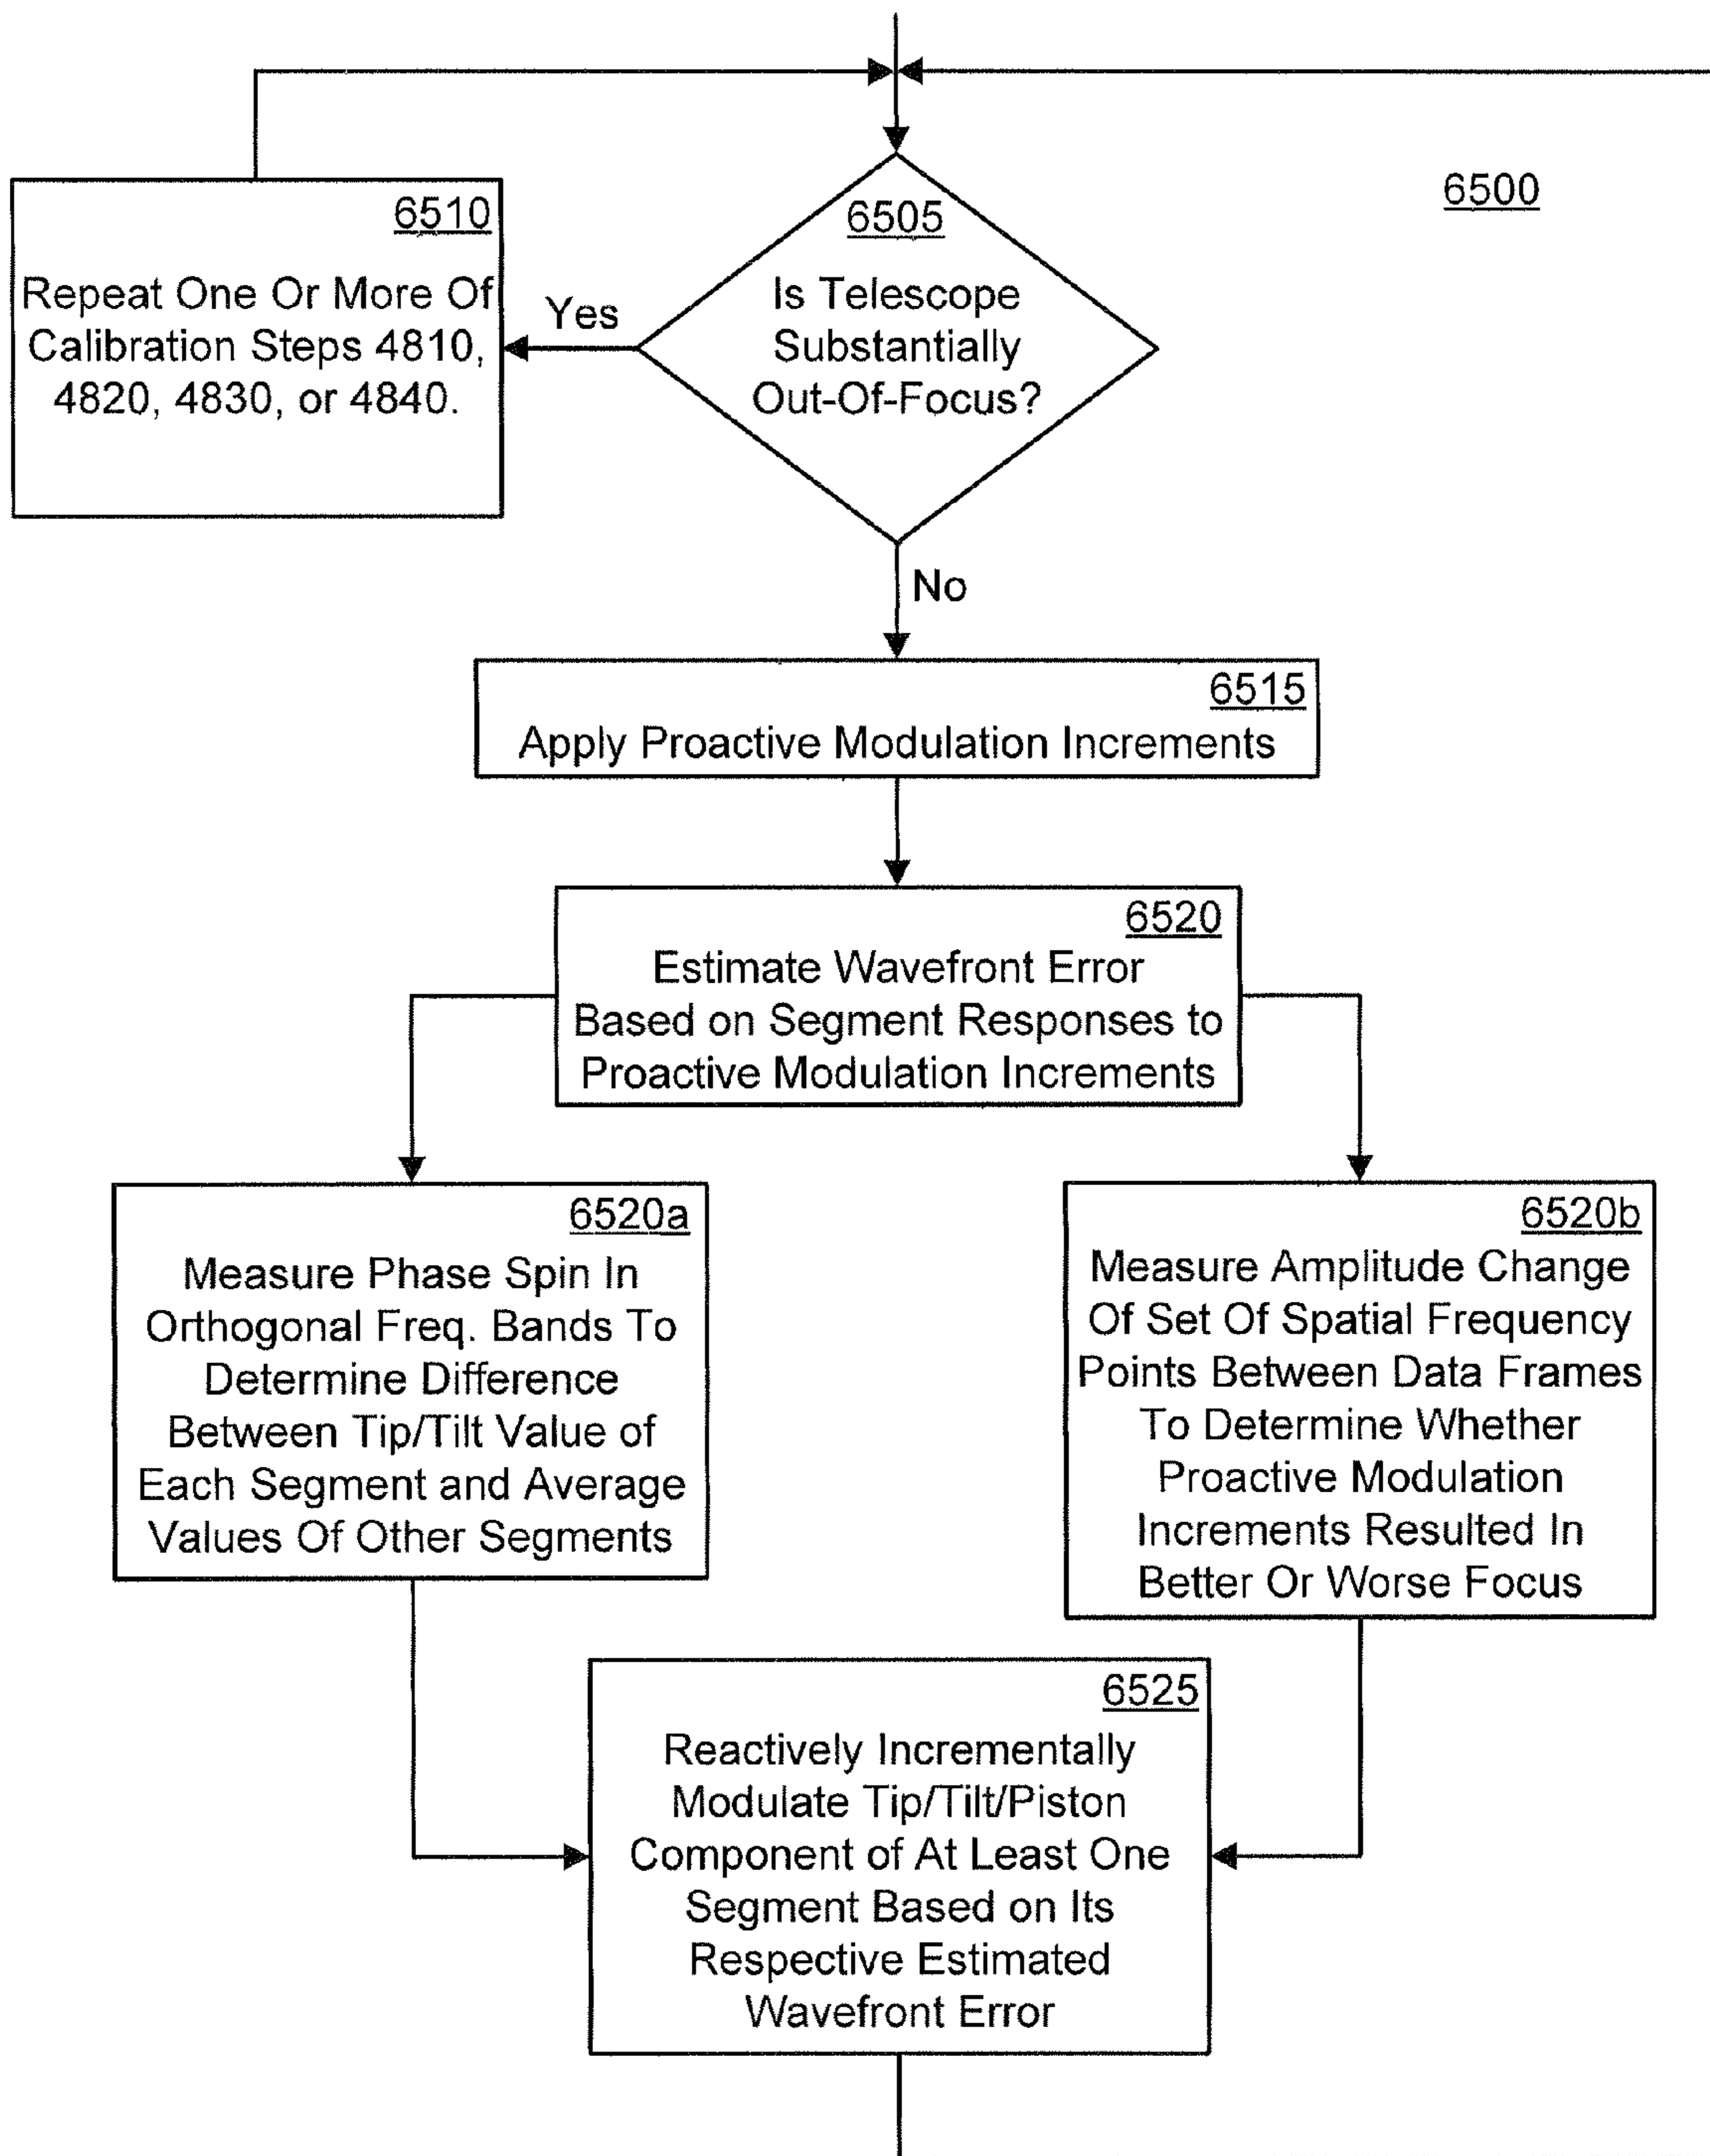 6500
6505
Is Telescope
Substantially
Out-Of-Focus?
Yes
6510
Repeat One Or More Of
Calibration Steps 4810,
4820, 4830, or 4840.
No
6515
Apply Proactive Modulation Increments
6520
Estimate Wavefront Error
Based on Segment Responses to
Proactive Modulation Increments
6520a
Measure Phase Spin In
Orthogonal Freq. Bands To
Determine Difference
Between Tip/Tilt Value of
Each Segment and Average
Values Of Other Segments
6520b
Measure Amplitude Change
Of Set Of Spatial Frequency
Points Between Data Frames
To Determine Whether
Proactive Modulation
Increments Resulted In
Better Or Worse Focus
6525
Reactively Incrementally
Modulate Tip/Tilt/Piston
Component of At Least One
Segment Based on Its
Respective Estimated
Wavefront Error